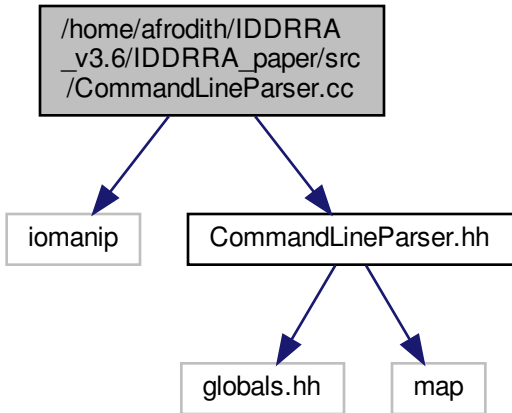 /home/afrodith/IDDRRA
_v3.6/IDDRRA_paper/src
/CommandLineParser.cc
iomanip
CommandLineParser.hh
globals.hh
map